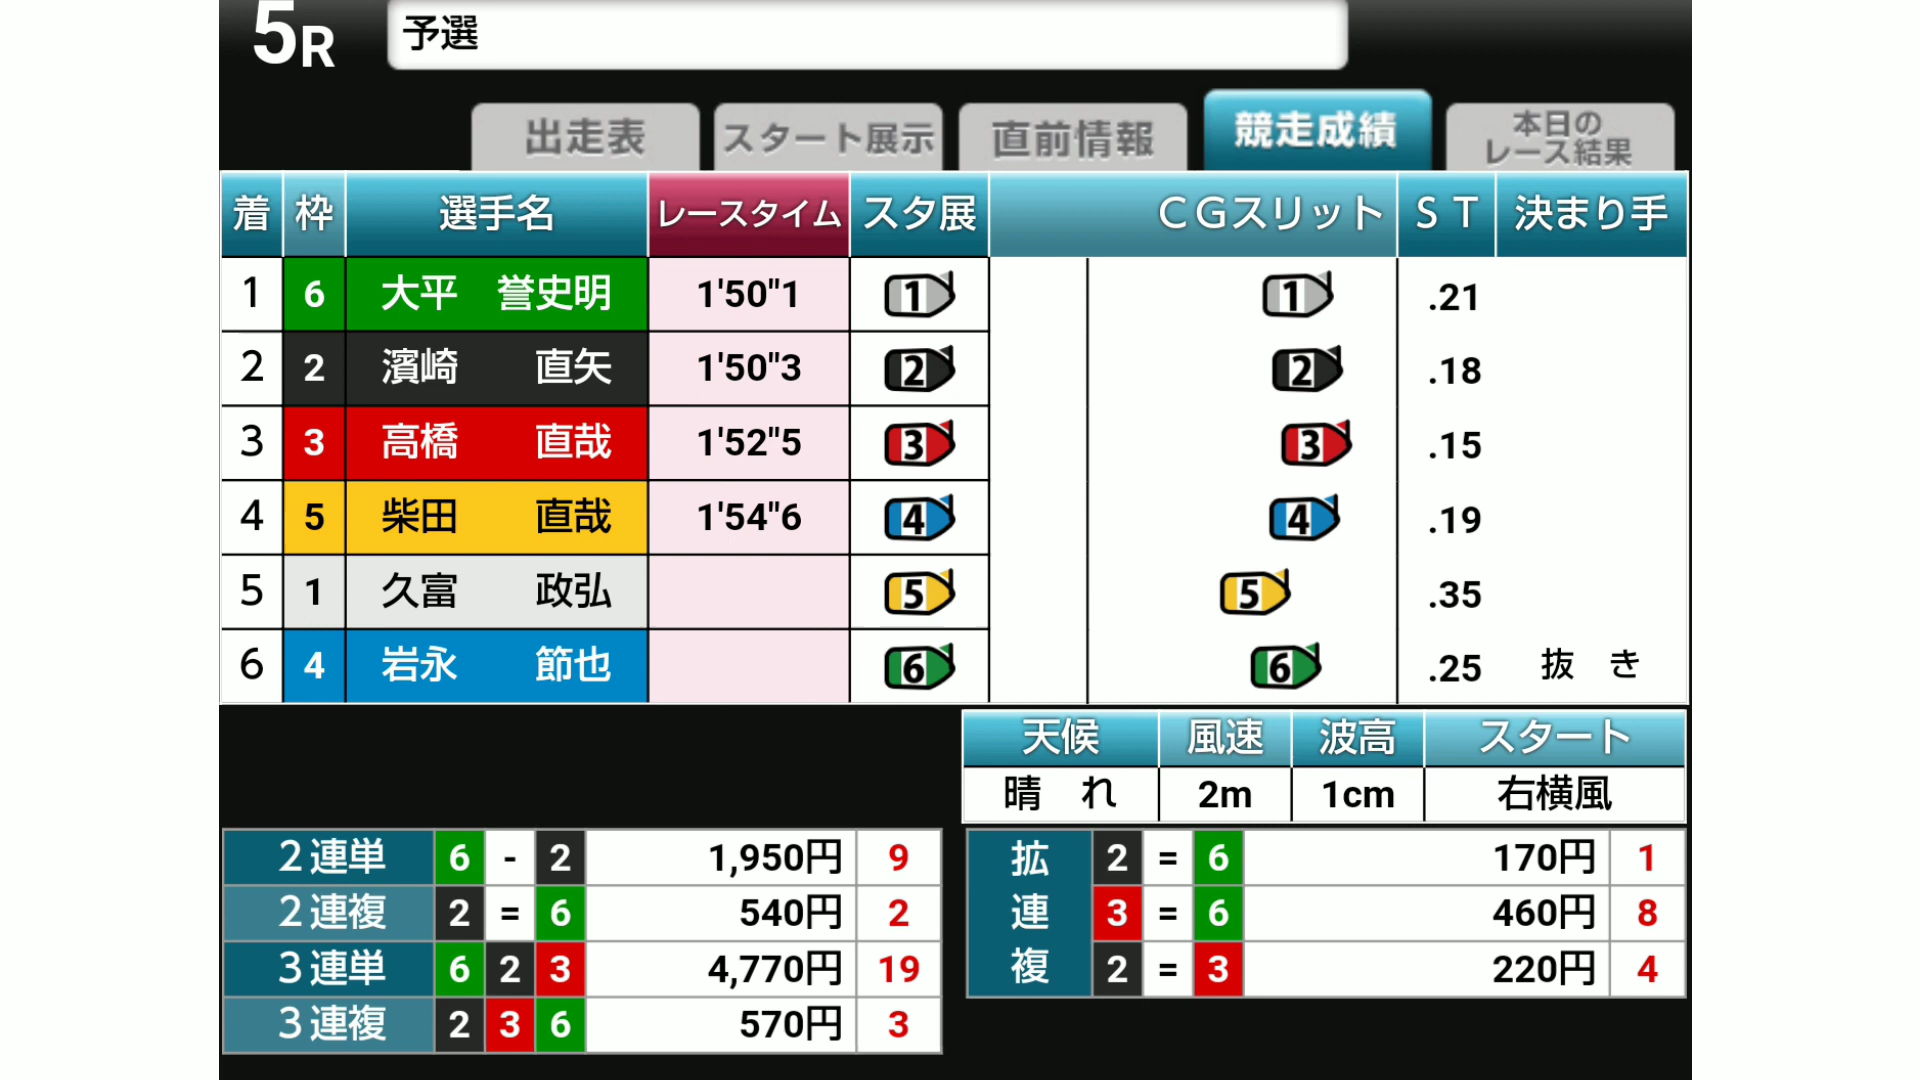 5R 予選
出走表 スタート展示 直前情報 競走成績 本日の
レース結果
着 枠 選手名 レースタイム スタ展 CGスリット ST 決まり手
1 6 大平 誉史明 1'50"1 1 1 .21
2 2 濱崎 直矢 1'50"3 2 2 .18
3 3 高橋 直哉 1'52"5 3 3 .15
4 5 柴田 直哉 1'54"6 4 4 .19
5 1 久富 政弘 5 5 .35
6 4 岩永 節也 6 6 .25 抜き
天候 風速 波高 スタート
晴れ 2m 1cm 右横風
2連単 6 - 2 1,950円 9
2連複 2 = 6 540円 2
3連単 6 2 3 4,770円 19
3連複 2 3 6 570円 3
拡連複 2 = 6 170円 1
3 = 6 460円 8
2 = 3 220円 4